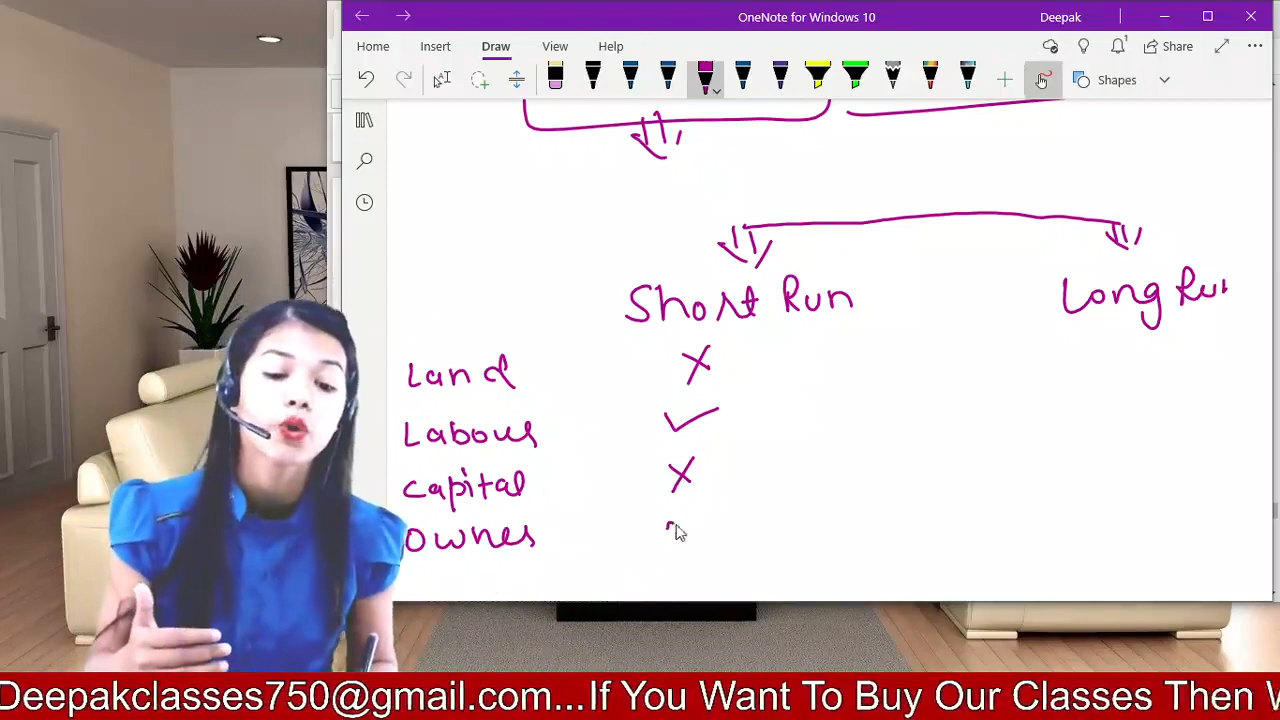 OneNote for Windows 10
Deepak
Home Insert Draw View Help
Share
Shapes
Short Run
Long Ru
Land
Labour
Capital
Owner
Deepakclasses750@gmail.com...If You Want To Buy Our Classes Then W